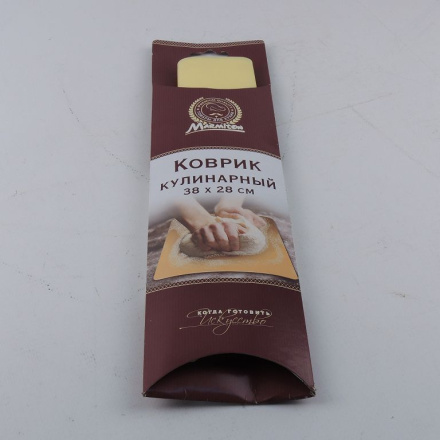 Marmiton
Коврик
кулинарный
38 x 28 см
когда готовить
Искусство